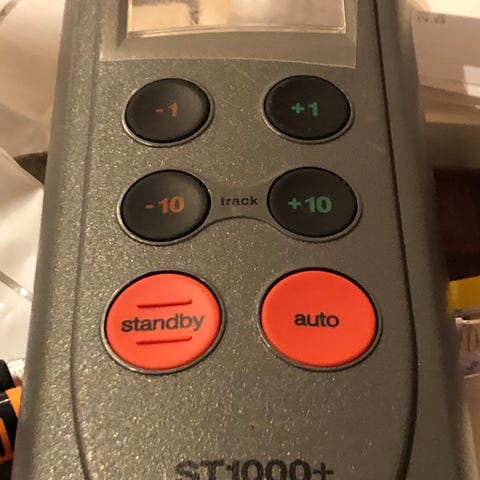 -1 +1
-10 track +10
standby auto
ST1000+